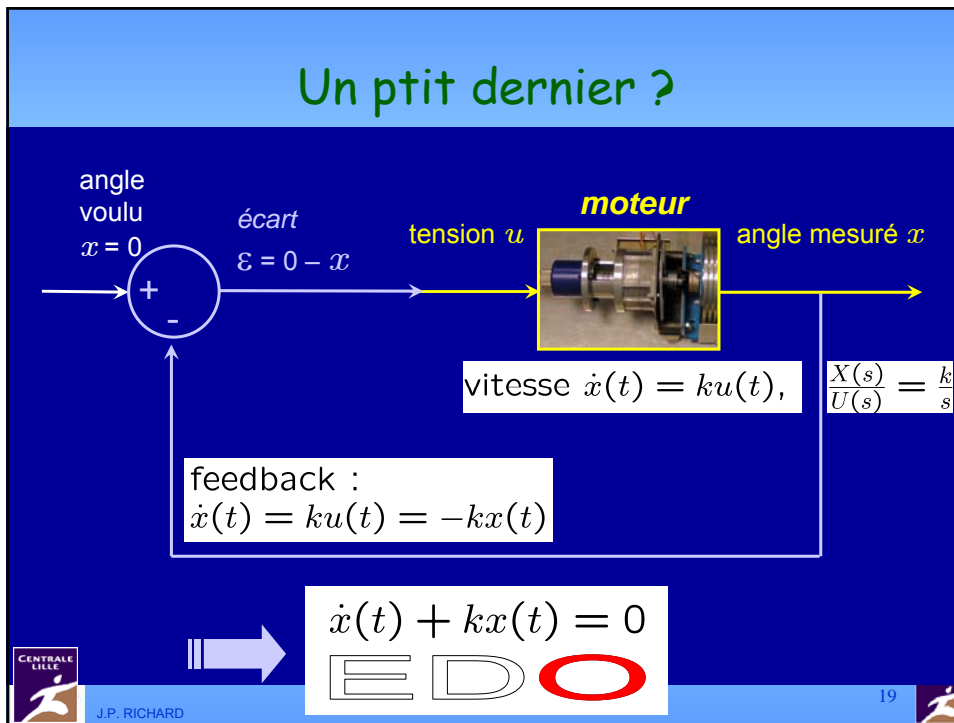 Un ptit dernier ?
angle
voulu
x = 0
écart
ε = 0 – x
tension u
moteur
angle mesuré x
+
-
vitesse ẋ(t) = ku(t),
X(s)/U(s) = k/s
feedback :
ẋ(t) = ku(t) = −kx(t)
ẋ(t) + kx(t) = 0
EDO
CENTRALE
LILLE
J.P. RICHARD
19